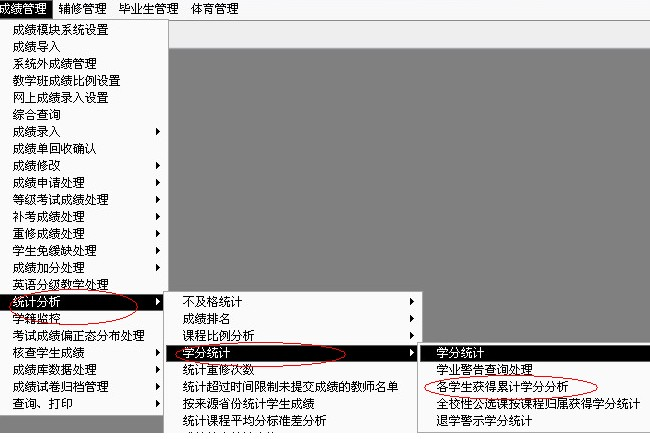 成绩管理 辅修管理 毕业生管理 体育管理
成绩模块系统设置
成绩导入
系统外成绩管理
教学班成绩比例设置
网上成绩录入设置
综合查询
成绩录入
成绩单回收确认
成绩修改
成绩申请处理
等级考试成绩处理
补考成绩处理
重修成绩处理
学生免缓缺处理
成绩加分处理
英语分级教学处理
统计分析
学籍监控
考试成绩偏正态分布处理
核查学生成绩
成绩库数据处理
成绩试卷归档管理
查询、打印
不及格统计
成绩排名
课程比例分析
学分统计
统计重修次数
统计超过时间限制未提交成绩的教师名单
按来源省份统计学生成绩
统计课程平均分标准差分析
学分统计
学业警告查询处理
各学生获得累计学分分析
全校性公选课按课程归属获得学分统计
退学警示学分统计